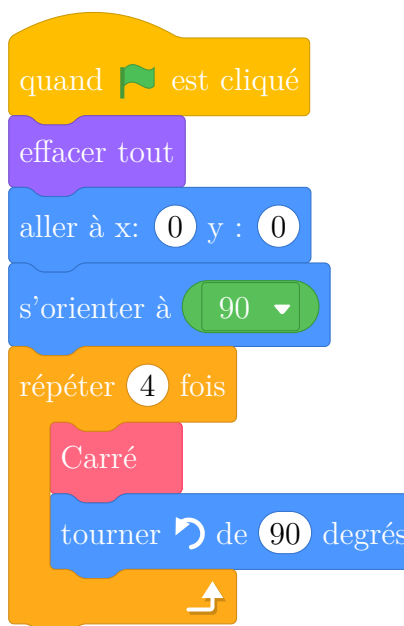 quand est cliqué
effacer tout
aller à x: 0 y : 0
s'orienter à 90
répéter 4 fois
Carré
tourner de 90 degrés